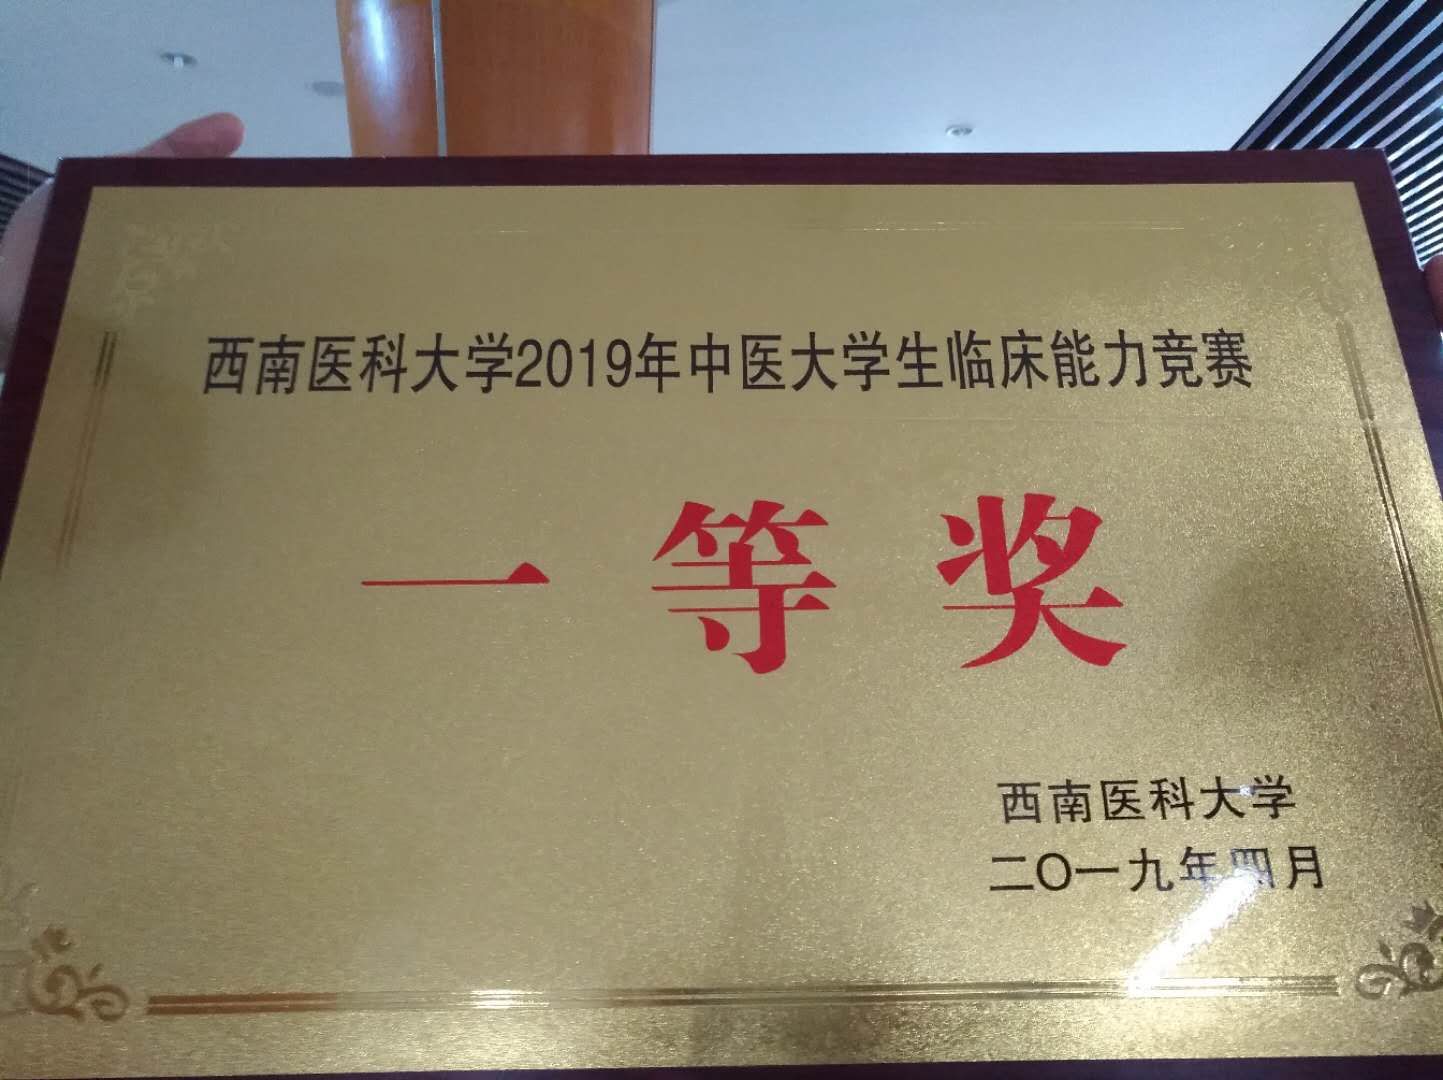 西南医科大学2019年中医大学生临床能力竞赛
一等奖
西南医科大学
二〇一九年四月